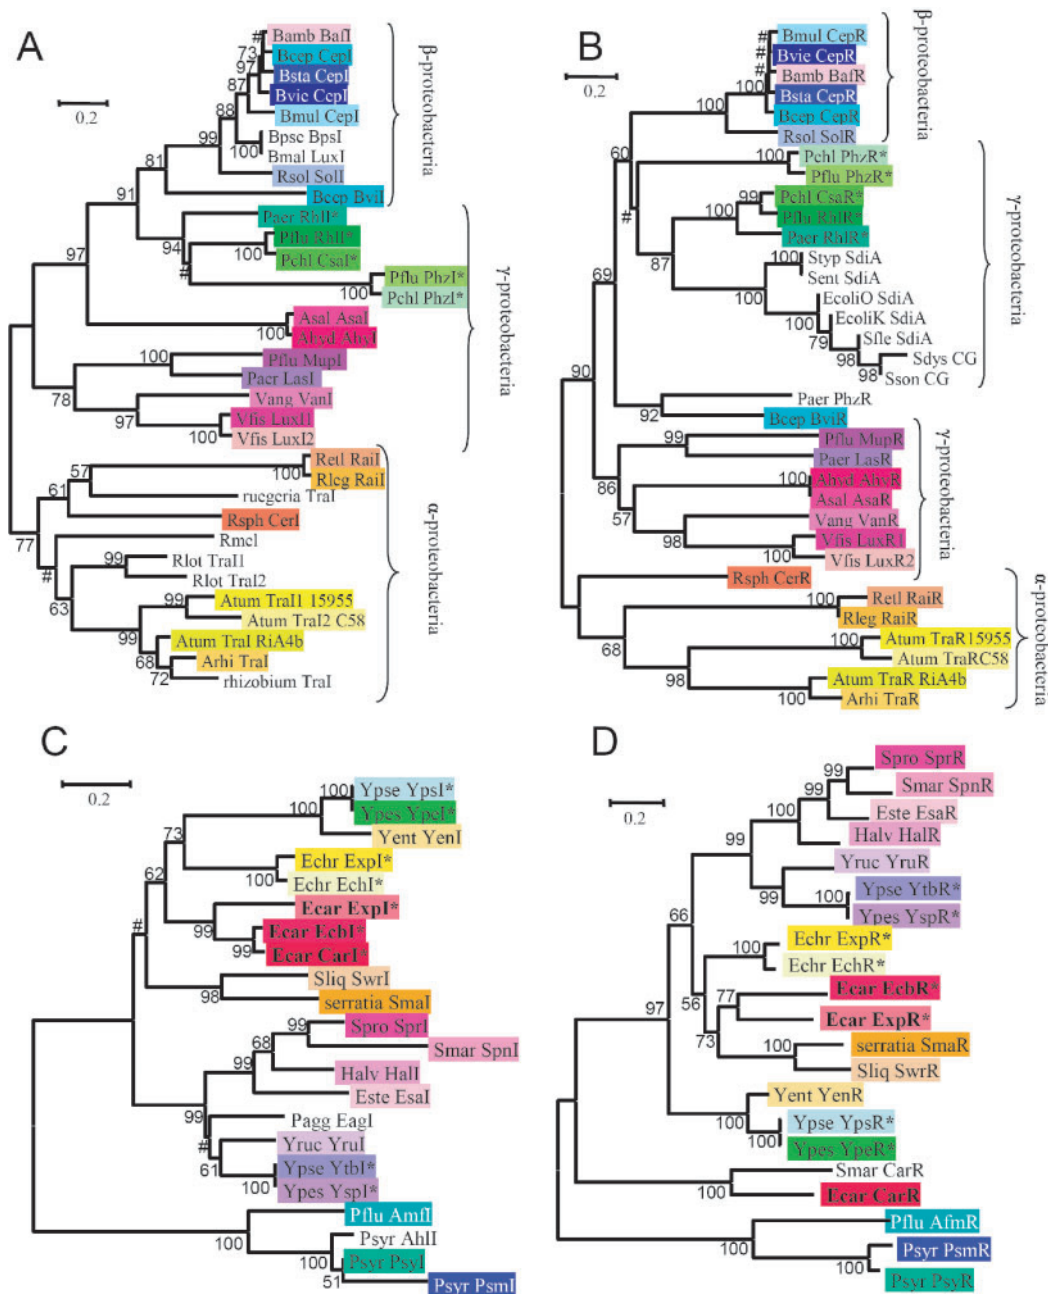 A
0.2
β-proteobacteria
Bamb BafI
Bcep CepI
Bsta CepI
Bvie CepI
Bmul CepI
Bpse BpsI
Bmal LuxI
Rsol SolI
Bcep BviI
#
73
97
87
88
99
100
81
91
γ-proteobacteria
Paer RhlI*
Pflu RhlI*
Pchl CsaI*
Pflu PhzI*
Pchl PhzI*
Asal AsaI
Ahyd AhyI
Pflu MupI
Paer LasI
Vang VanI
Vfis LuxI1
Vfis LuxI2
94
#
100
100
97
100
100
78
97
100
α-proteobacteria
Retl RaiI
Rleg RaiI
ruegeria TraI
Rsph CerI
RmeI
Rlot TraI1
Rlot TraI2
Atum TraI1 15955
Atum TraI2 C58
Atum TraI RiA4b
Arhi TraI
rhizobium TraI
57
100
61
77
#
99
63
99
99
68
72
B
0.2
β-proteobacteria
Bmul CepR
Bvie CepR
Bamb BafR
Bsta CepR
Bcep CepR
Rsol SolR
#
#
100
100
60
γ-proteobacteria
Pchl PhzR*
Pflu PhzR*
Pchl CsaR*
Pflu RhlR*
Paer RhlR*
Styp SdiA
Sent SdiA
EcoliO SdiA
EcoliK SdiA
Sfle SdiA
Sdys CG
Sson CG
100
#
99
100
87
100
100
100
79
98
98
69
90
Paer PhzR
Bcep BviR
92
γ-proteobacteria
Pflu MupR
Paer LasR
Ahyd AhyR
Asal AsaR
Vang VanR
Vfis LuxR1
Vfis LuxR2
99
86
100
57
98
100
α-proteobacteria
Rsph CerR
Retl RaiR
Rleg RaiR
Atum TraR15955
Atum TraRC58
Atum TraR RiA4b
Arhi TraR
100
68
100
98
100
C
0.2
Ypse YpsI*
Ypes YpeI*
Yent YenI
Echr ExpI*
Echr EchI*
Ecar ExpI*
Ecar EcbI*
Ecar CarI*
Sliq SwrI
serratia SmaI
Spro SprI
Smar SpnI
Halv HalI
Este EsaI
Pagg EagI
Yruc YruI
Ypse YtbI*
Ypes YspI*
Pflu AmfI
Psyr AhlI
Psyr PsyI
Psyr PsmI
100
100
73
62
100
#
99
99
98
99
68
99
99
#
61
100
100
100
51
D
0.2
Spro SprR
Smar SpnR
Este EsaR
Halv HalR
Yruc YruR
Ypse YtbR*
Ypes YspR*
Echr ExpR*
Echr EchR*
Ecar EcbR*
Ecar ExpR*
serratia SmaR
Sliq SwrR
Yent YenR
Ypse YpsR*
Ypes YpeR*
Smar CarR
Ecar CarR
Pflu AfmR
Psyr PsmR
Psyr PsyR
99
99
99
99
100
66
100
77
56
73
100
97
100
100
100
100
100